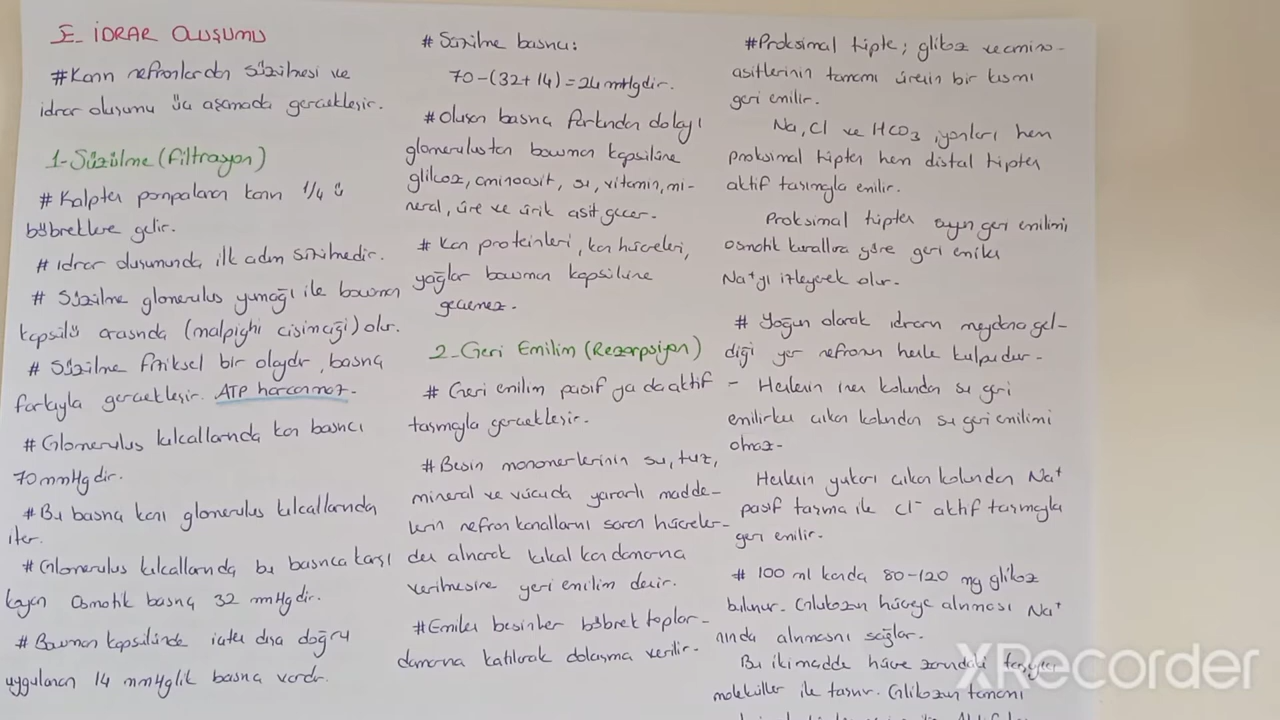 E- İDRAR OLUŞUMU
#Kanın nefronlardan süzülmesi ve
idrar oluşumu üç aşamada gerçekleşir.
1-Süzülme (Filtrasyon)
#Kalpten pompalanan kanın 1/4 ü
böbreklere gelir.
# idrar oluşumunda ilk adım süzülmedir.
# Süzülme glomerulus yumağı ile bowman
kapsülü arasında (malpighi cisimciği) olur.
# Süzülme fiziksel bir olaydır, basınç
farkıyla gerçekleşir. ATP harcanmaz.
#Glomerulus kılcallarında kan basıncı
70 mmHg dir.
#Bu basınç kanı glomerulus kılcallarında
iter.
#Glomerulus kılcallarında bu basınca karşı
koyan osmotik basınç 32 mmHg dir.
#Bowman kapsülünde içten dışa doğru
uygulanan 14 mmHglik basınç vardır.
# Süzülme basıncı:
70-(32+14)=24 mmHg dir.
#Oluşan basınç farkından dolayı
glomerulustan bowman kapsülüne
glikoz, aminoasit, su, vitamin, mi-
neral, üre ve ürik asit geçer.
# Kan proteinleri, kan hücreleri,
yağlar bowman kapsülüne
geçemez.
2-Geri Emilim (Rezorpsiyon)
# Geri emilim pasif ya da aktif
taşımayla gerçekleşir.
#Besin monomerlerinin su, tuz,
mineral ve vücuda yararlı madde-
lerin nefron kanallarını saran hücreler-
den alınarak kılcal kan damarına
verilmesine geri emilim denir.
#Emilen besinler böbrek toplar-
damarına katılarak dolaşıma verilir.
#Proksimal tüpte; glikoz ve amino-
asitlerinin tamamı ürenin bir kısmı
geri emilir.
Na, Cl ve HCO3 iyonları hem
proksimal tüpten hem distal tüpten
aktif taşımayla emilir.
Proksimal tüpten suyun geri emilimi,
osmotik kurallara göre geri emilen
Na+yı izleyerek olur.
# Yoğun olarak idrarın meydana gel-
diği yer nefronun henle kulpudur.
- Henlenin inen kolundan su geri
emilirken çıkan kolundan su geri emilimi
olmaz.
Henlenin yukarı çıkan kolundan Na+
pasif taşıma ile Cl- aktif taşımayla
geri emilir.
# 100 ml kanda 80-120 mg glikoz
bulunur. Glukozun hücreye alınması Na+
nında alınmasını sağlar.
Bu iki madde hücre zarındaki taşıyıcı
moleküller ile taşınır. Glikozun tamamı
XRecorder